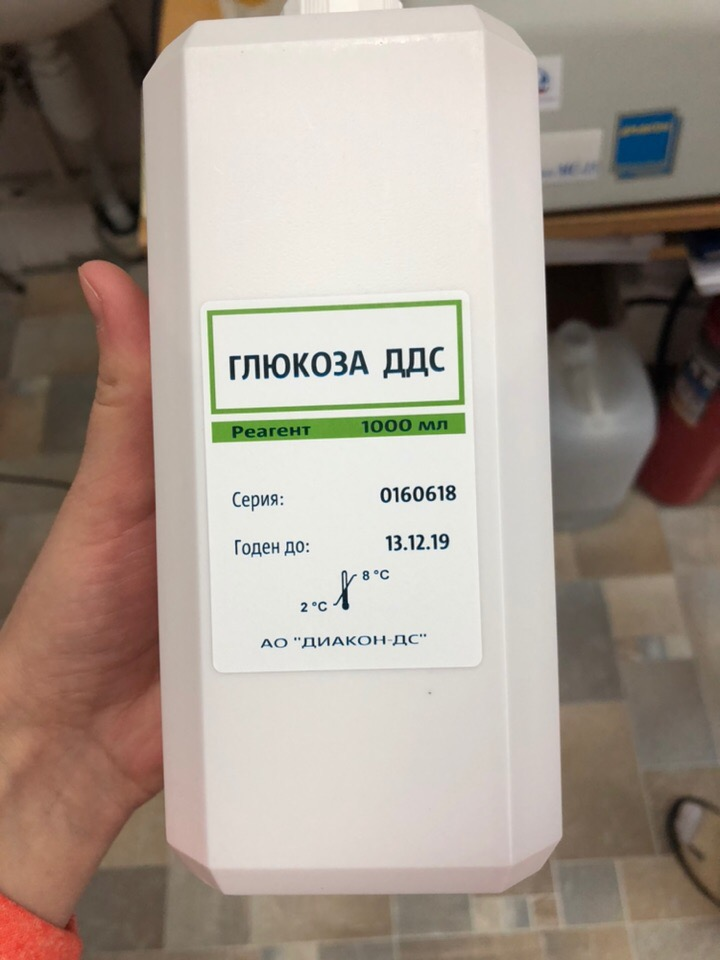 ГЛЮКОЗА ДДС
Реагент 1000 мл
Серия: 0160618
Годен до: 13.12.19
8 °C
2 °C
АО "ДИАКОН-ДС"